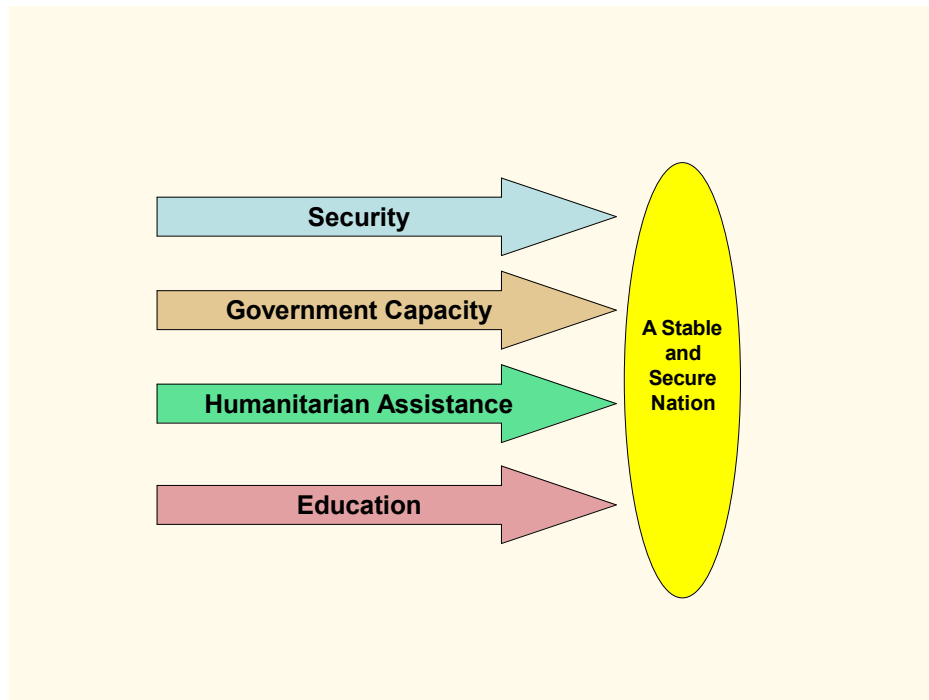 Security
Government Capacity
Humanitarian Assistance
Education
A Stable
and
Secure
Nation